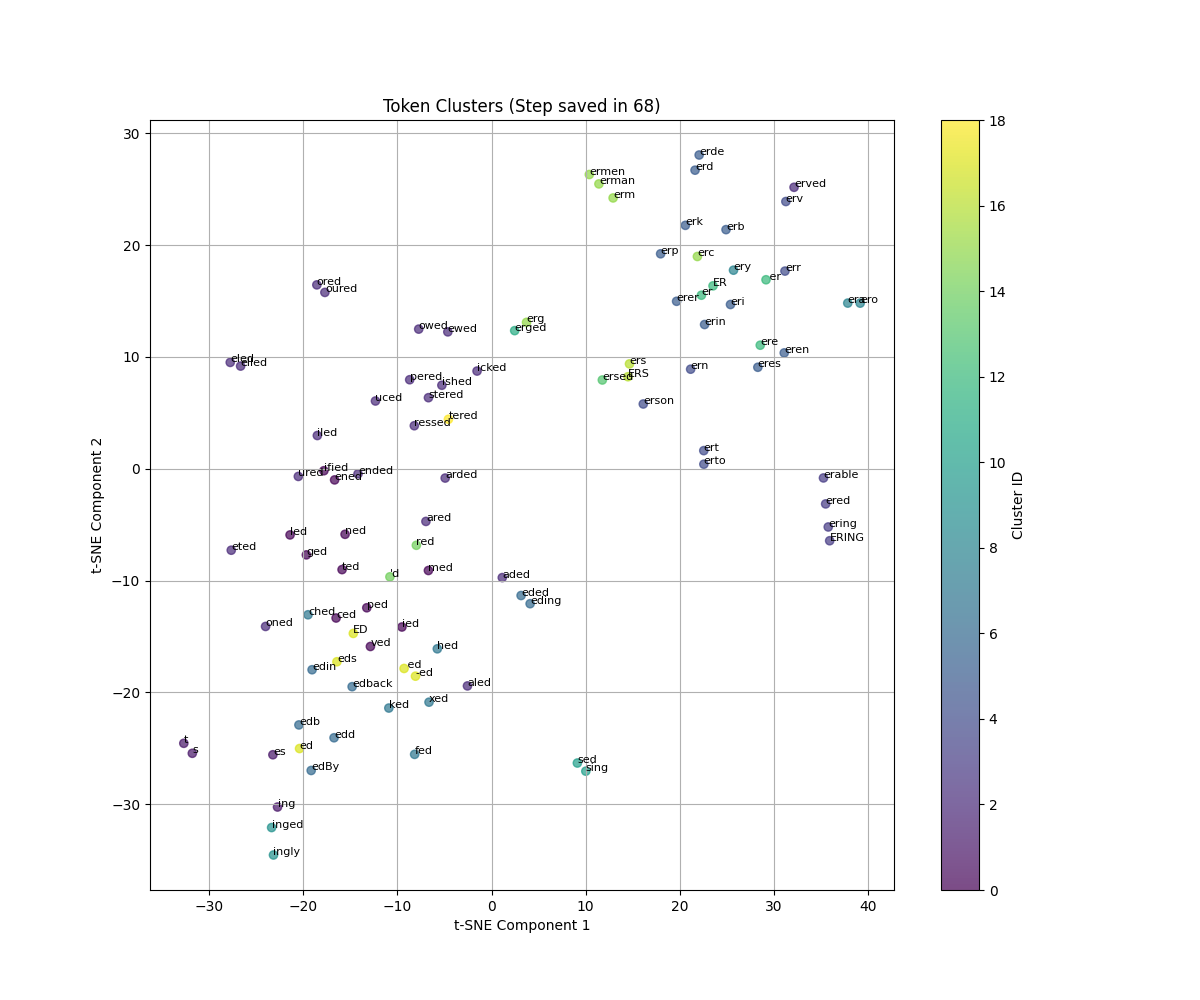 Token Clusters (Step saved in 68)
30
20
10
0
−10
−20
−30
t-SNE Component 2
−30
−20
−10
0
10
20
30
40
t-SNE Component 1
18
16
14
12
10
8
6
4
2
0
Cluster ID
erde
erd
ermen
erman
erm
erved
erv
erk
erb
erp
erc
ery
err
er
ER
er
erer
eri
ero
erin
ored
oured
owed
ewed
erg
erged
ere
eren
eres
ern
eled
elled
icked
ers
ERS
ersed
erson
pered
ished
stered
uced
tered
ressed
iled
ert
erto
ified
ured
ened
ended
arded
erable
ered
ering
ERING
ared
led
ned
ged
eted
red
ted
'd
med
aded
eded
eding
ped
ched
ced
oned
ied
ED
ved
hed
eds
edin
ed
-ed
edback
aled
ked
xed
edb
edd
t
s
es
ed
fed
edBy
sed
sing
ing
inged
ingly